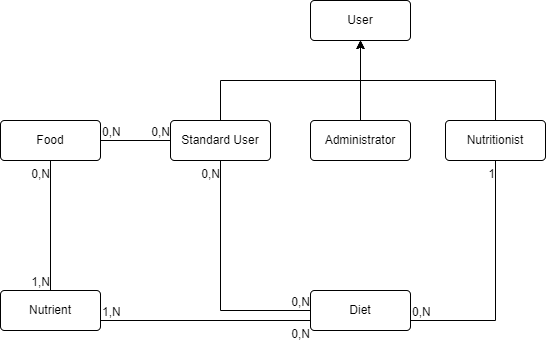 User
Food
0,N
0,N
Standard User
Administrator
Nutritionist
0,N
0,N
1
1,N
Nutrient
1,N
0,N
0,N
Diet
0,N